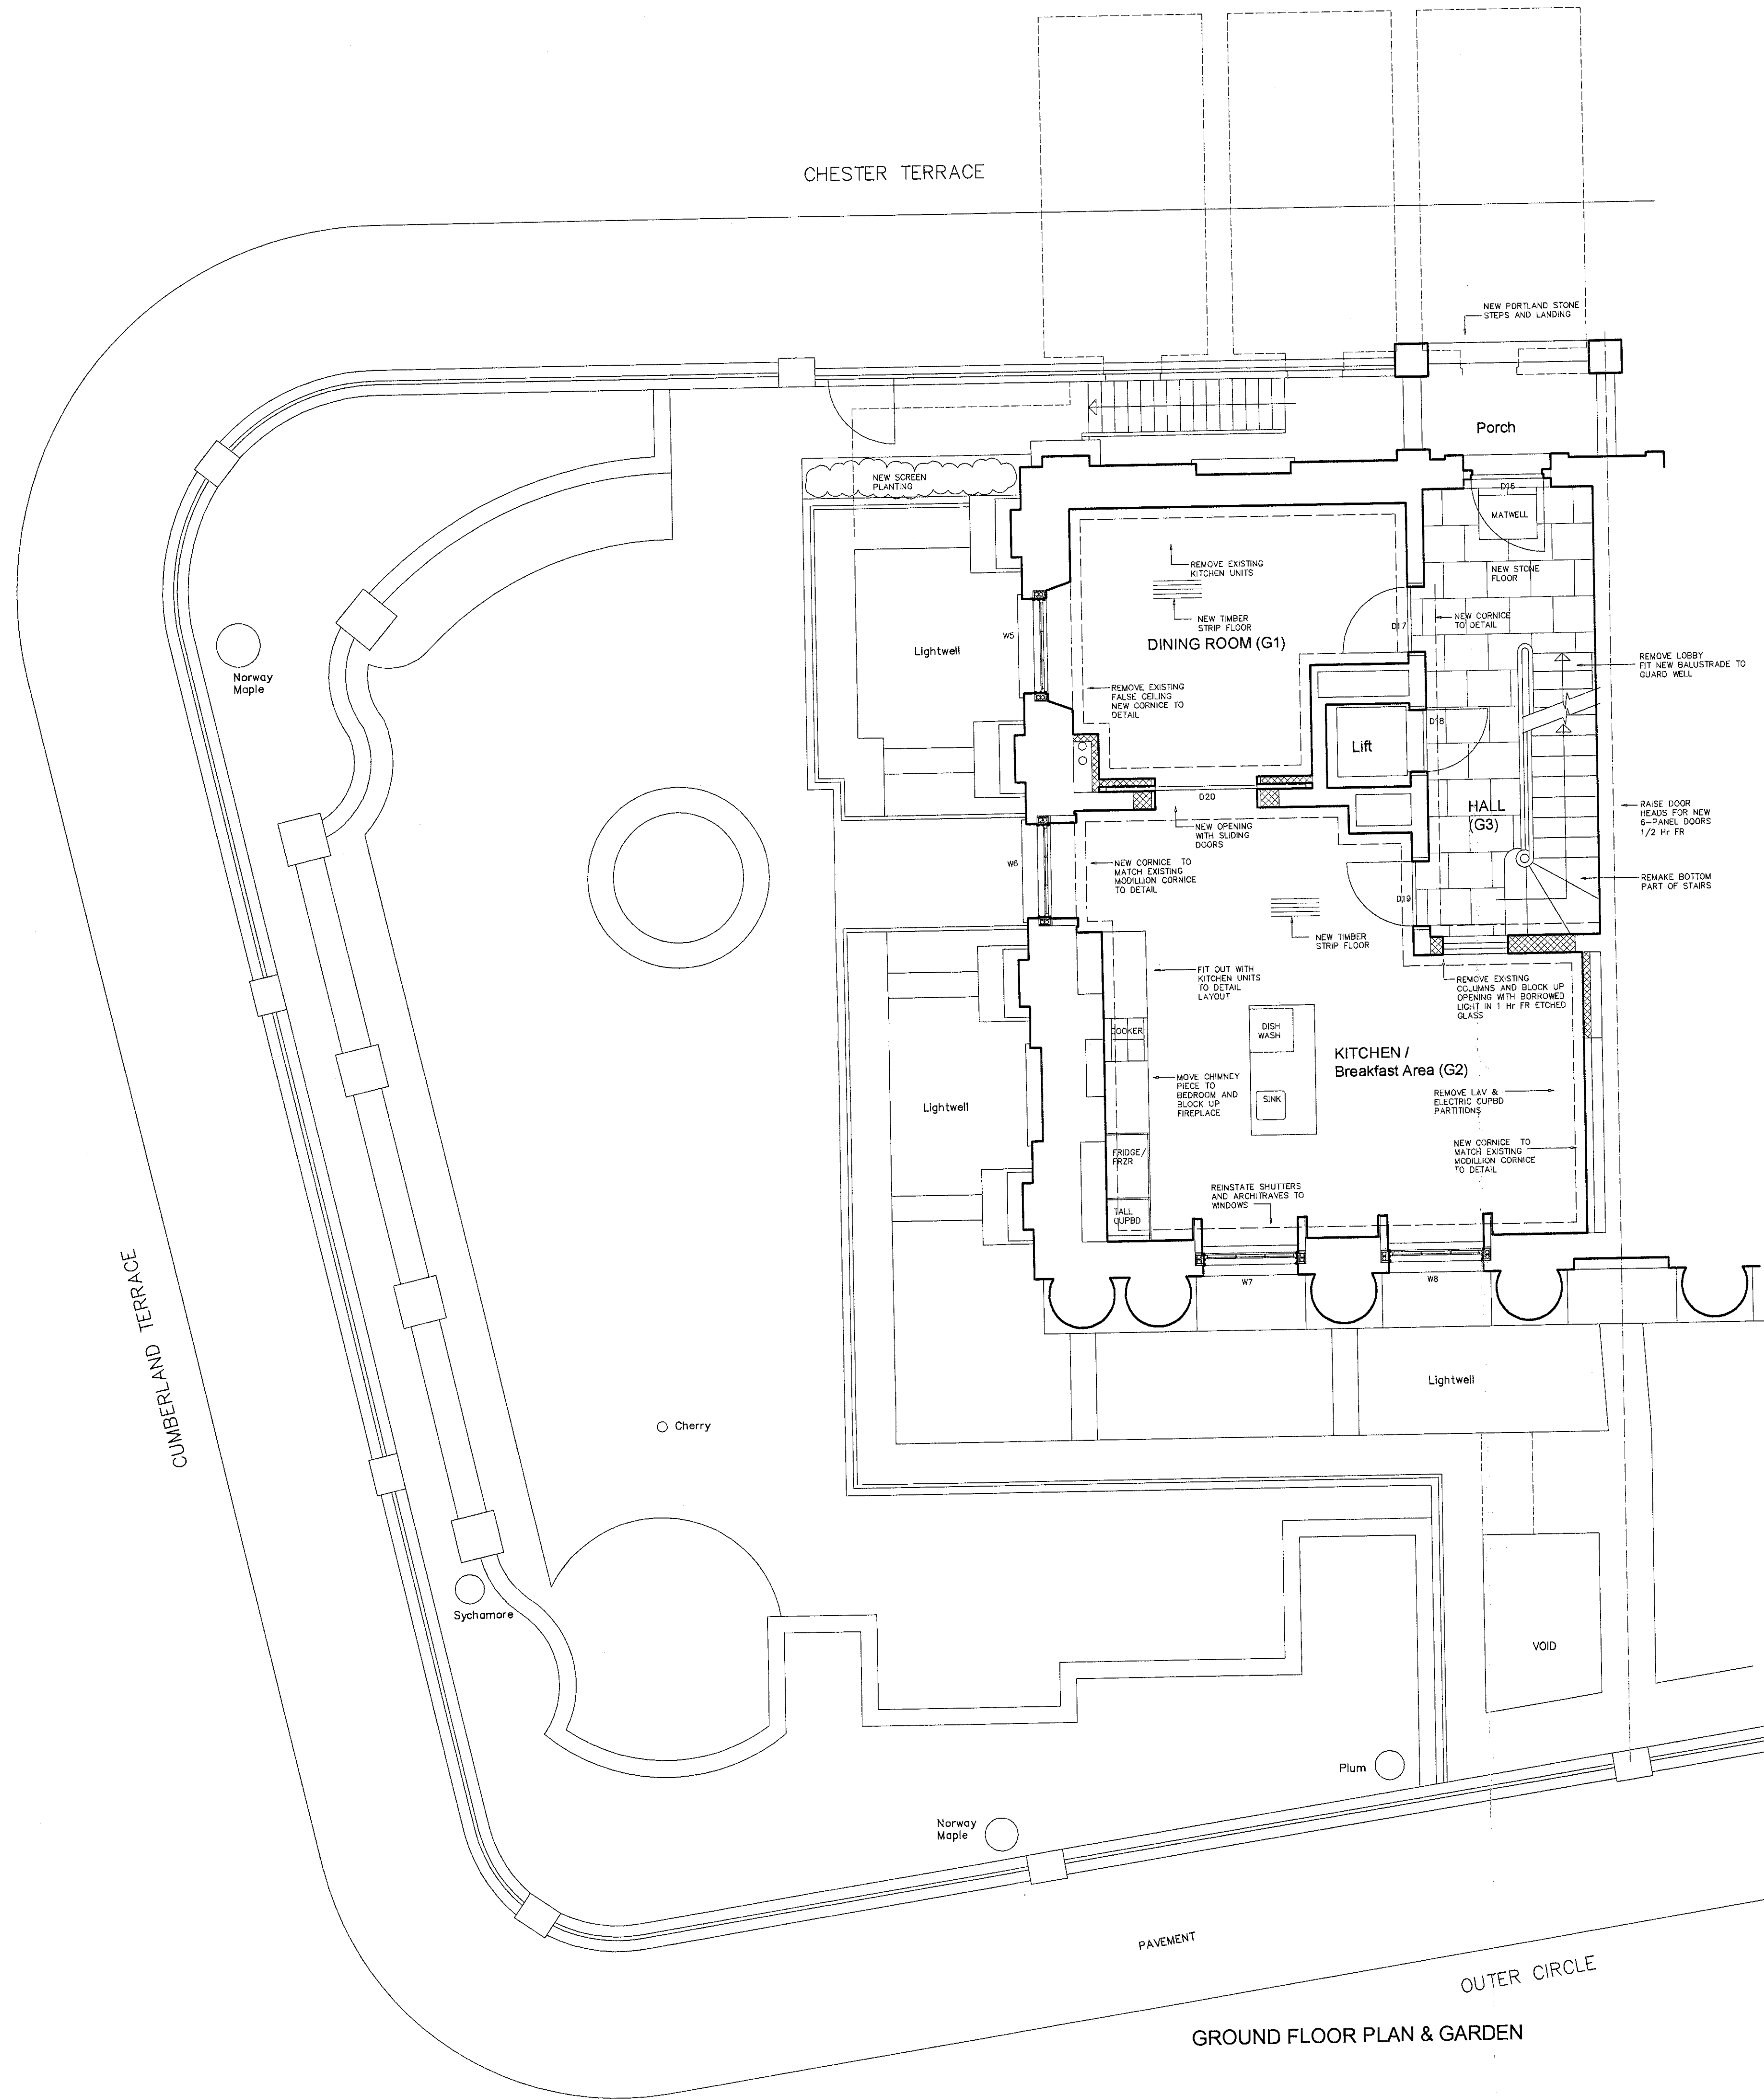 CHESTER TERRACE
NEW PORTLAND STONE
STEPS AND LANDING
Porch
NEW SCREEN
PLANTING
D16
MATWELL
REMOVE EXISTING
KITCHEN UNITS
NEW STONE
FLOOR
NEW TIMBER
STRIP FLOOR
NEW CORNICE
TO DETAIL
D17
W5
DINING ROOM (G1)
Lightwell
REMOVE LOBBY
FIT NEW BALUSTRADE TO
GUARD WELL
Norway
Maple
REMOVE EXISTING
FALSE CEILING
NEW CORNICE TO
DETAIL
D18
Lift
D20
HALL
(G3)
RAISE DOOR
HEADS FOR NEW
6-PANEL DOORS
1/2 Hr FR
NEW OPENING
WITH SLIDING
DOORS
W6
NEW CORNICE TO
MATCH EXISTING
MODILLION CORNICE
TO DETAIL
REMAKE BOTTOM
PART OF STAIRS
D19
NEW TIMBER
STRIP FLOOR
FIT OUT WITH
KITCHEN UNITS
TO DETAIL
LAYOUT
REMOVE EXISTING
COLUMNS AND BLOCK UP
OPENING WITH BORROWED
LIGHT IN 1 Hr FR ETCHED
GLASS
COOKER
DISH
WASH
KITCHEN /
Breakfast Area (G2)
MOVE CHIMNEY
PIECE TO
BEDROOM AND
BLOCK UP
FIREPLACE
SINK
REMOVE LAV &
ELECTRIC CUPBD
PARTITIONS
Lightwell
FRIDGE/
FRZR
NEW CORNICE TO
MATCH EXISTING
MODILLION CORNICE
TO DETAIL
REINSTATE SHUTTERS
AND ARCHITRAVES TO
WINDOWS
TALL
CUPBD
W7
W8
CUMBERLAND TERRACE
Lightwell
Cherry
Sychamore
VOID
Plum
Norway
Maple
PAVEMENT
OUTER CIRCLE
GROUND FLOOR PLAN & GARDEN